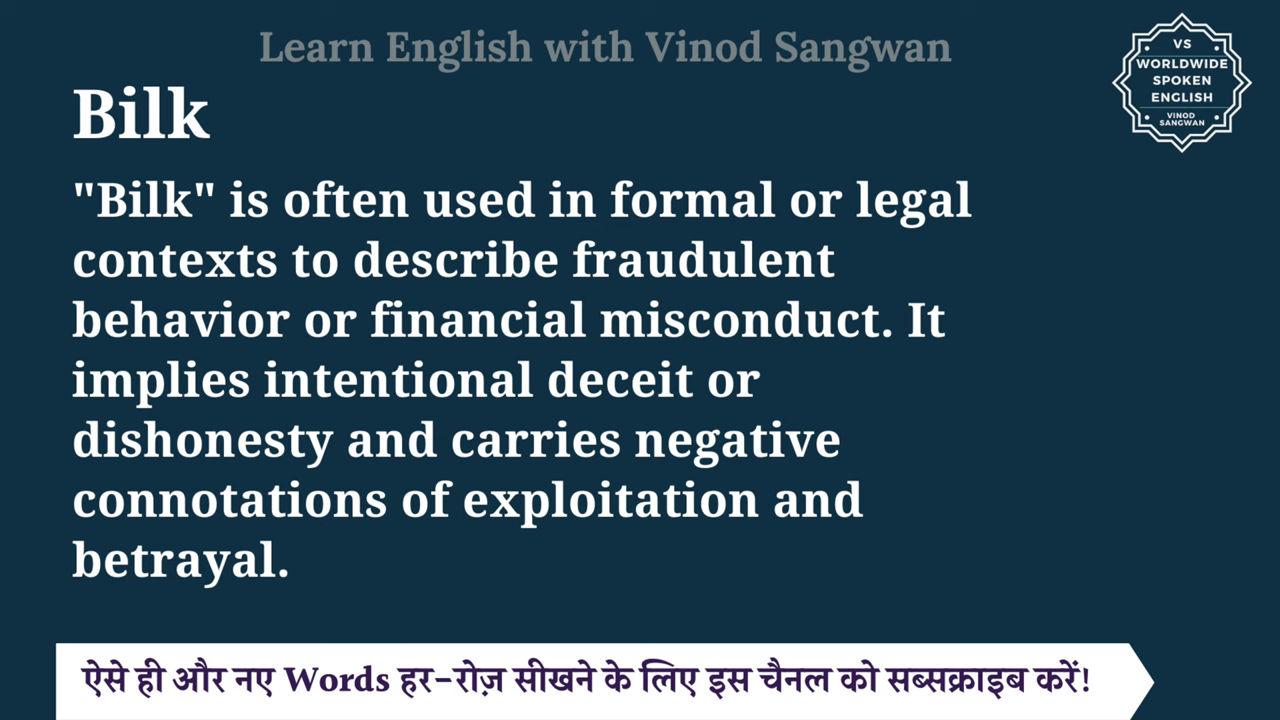 Learn English with Vinod Sangwan
VS
WORLDWIDE
SPOKEN
ENGLISH
VINOD
SANGWAN
Bilk
"Bilk" is often used in formal or legal
contexts to describe fraudulent
behavior or financial misconduct. It
implies intentional deceit or
dishonesty and carries negative
connotations of exploitation and
betrayal.
ऐसे ही और नए Words हर-रोज़ सीखने के लिए इस चैनल को सब्सक्राइब करें!